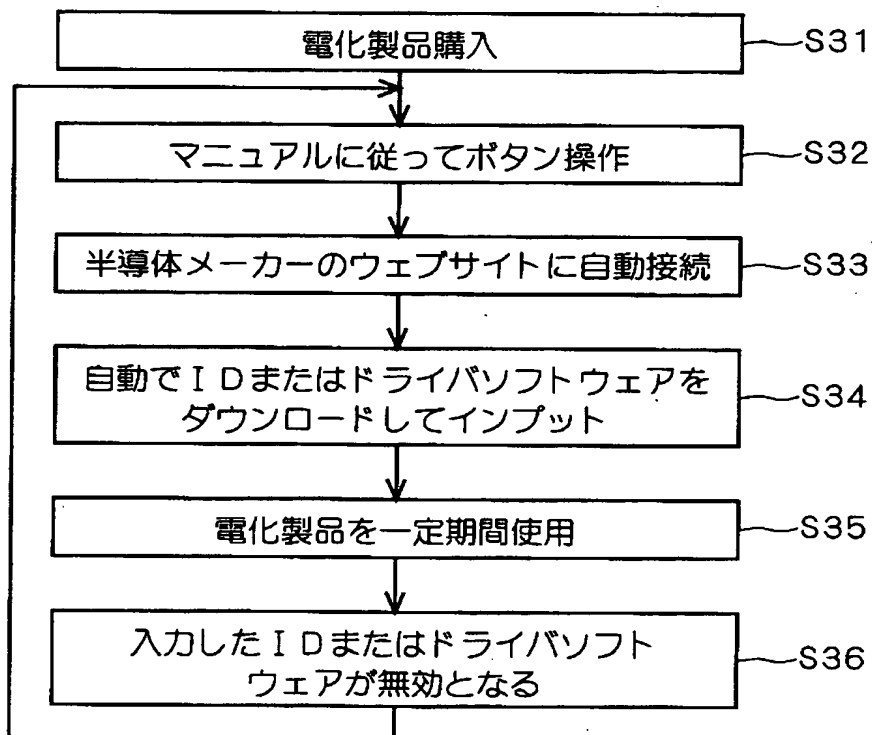 電化製品購入
S31
マニュアルに従ってボタン操作
S32
半導体メーカーのウェブサイトに自動接続
S33
自動でＩＤまたはドライバソフトウェアを
ダウンロードしてインプット
S34
電化製品を一定期間使用
S35
入力したＩＤまたはドライバソフト
ウェアが無効となる
S36